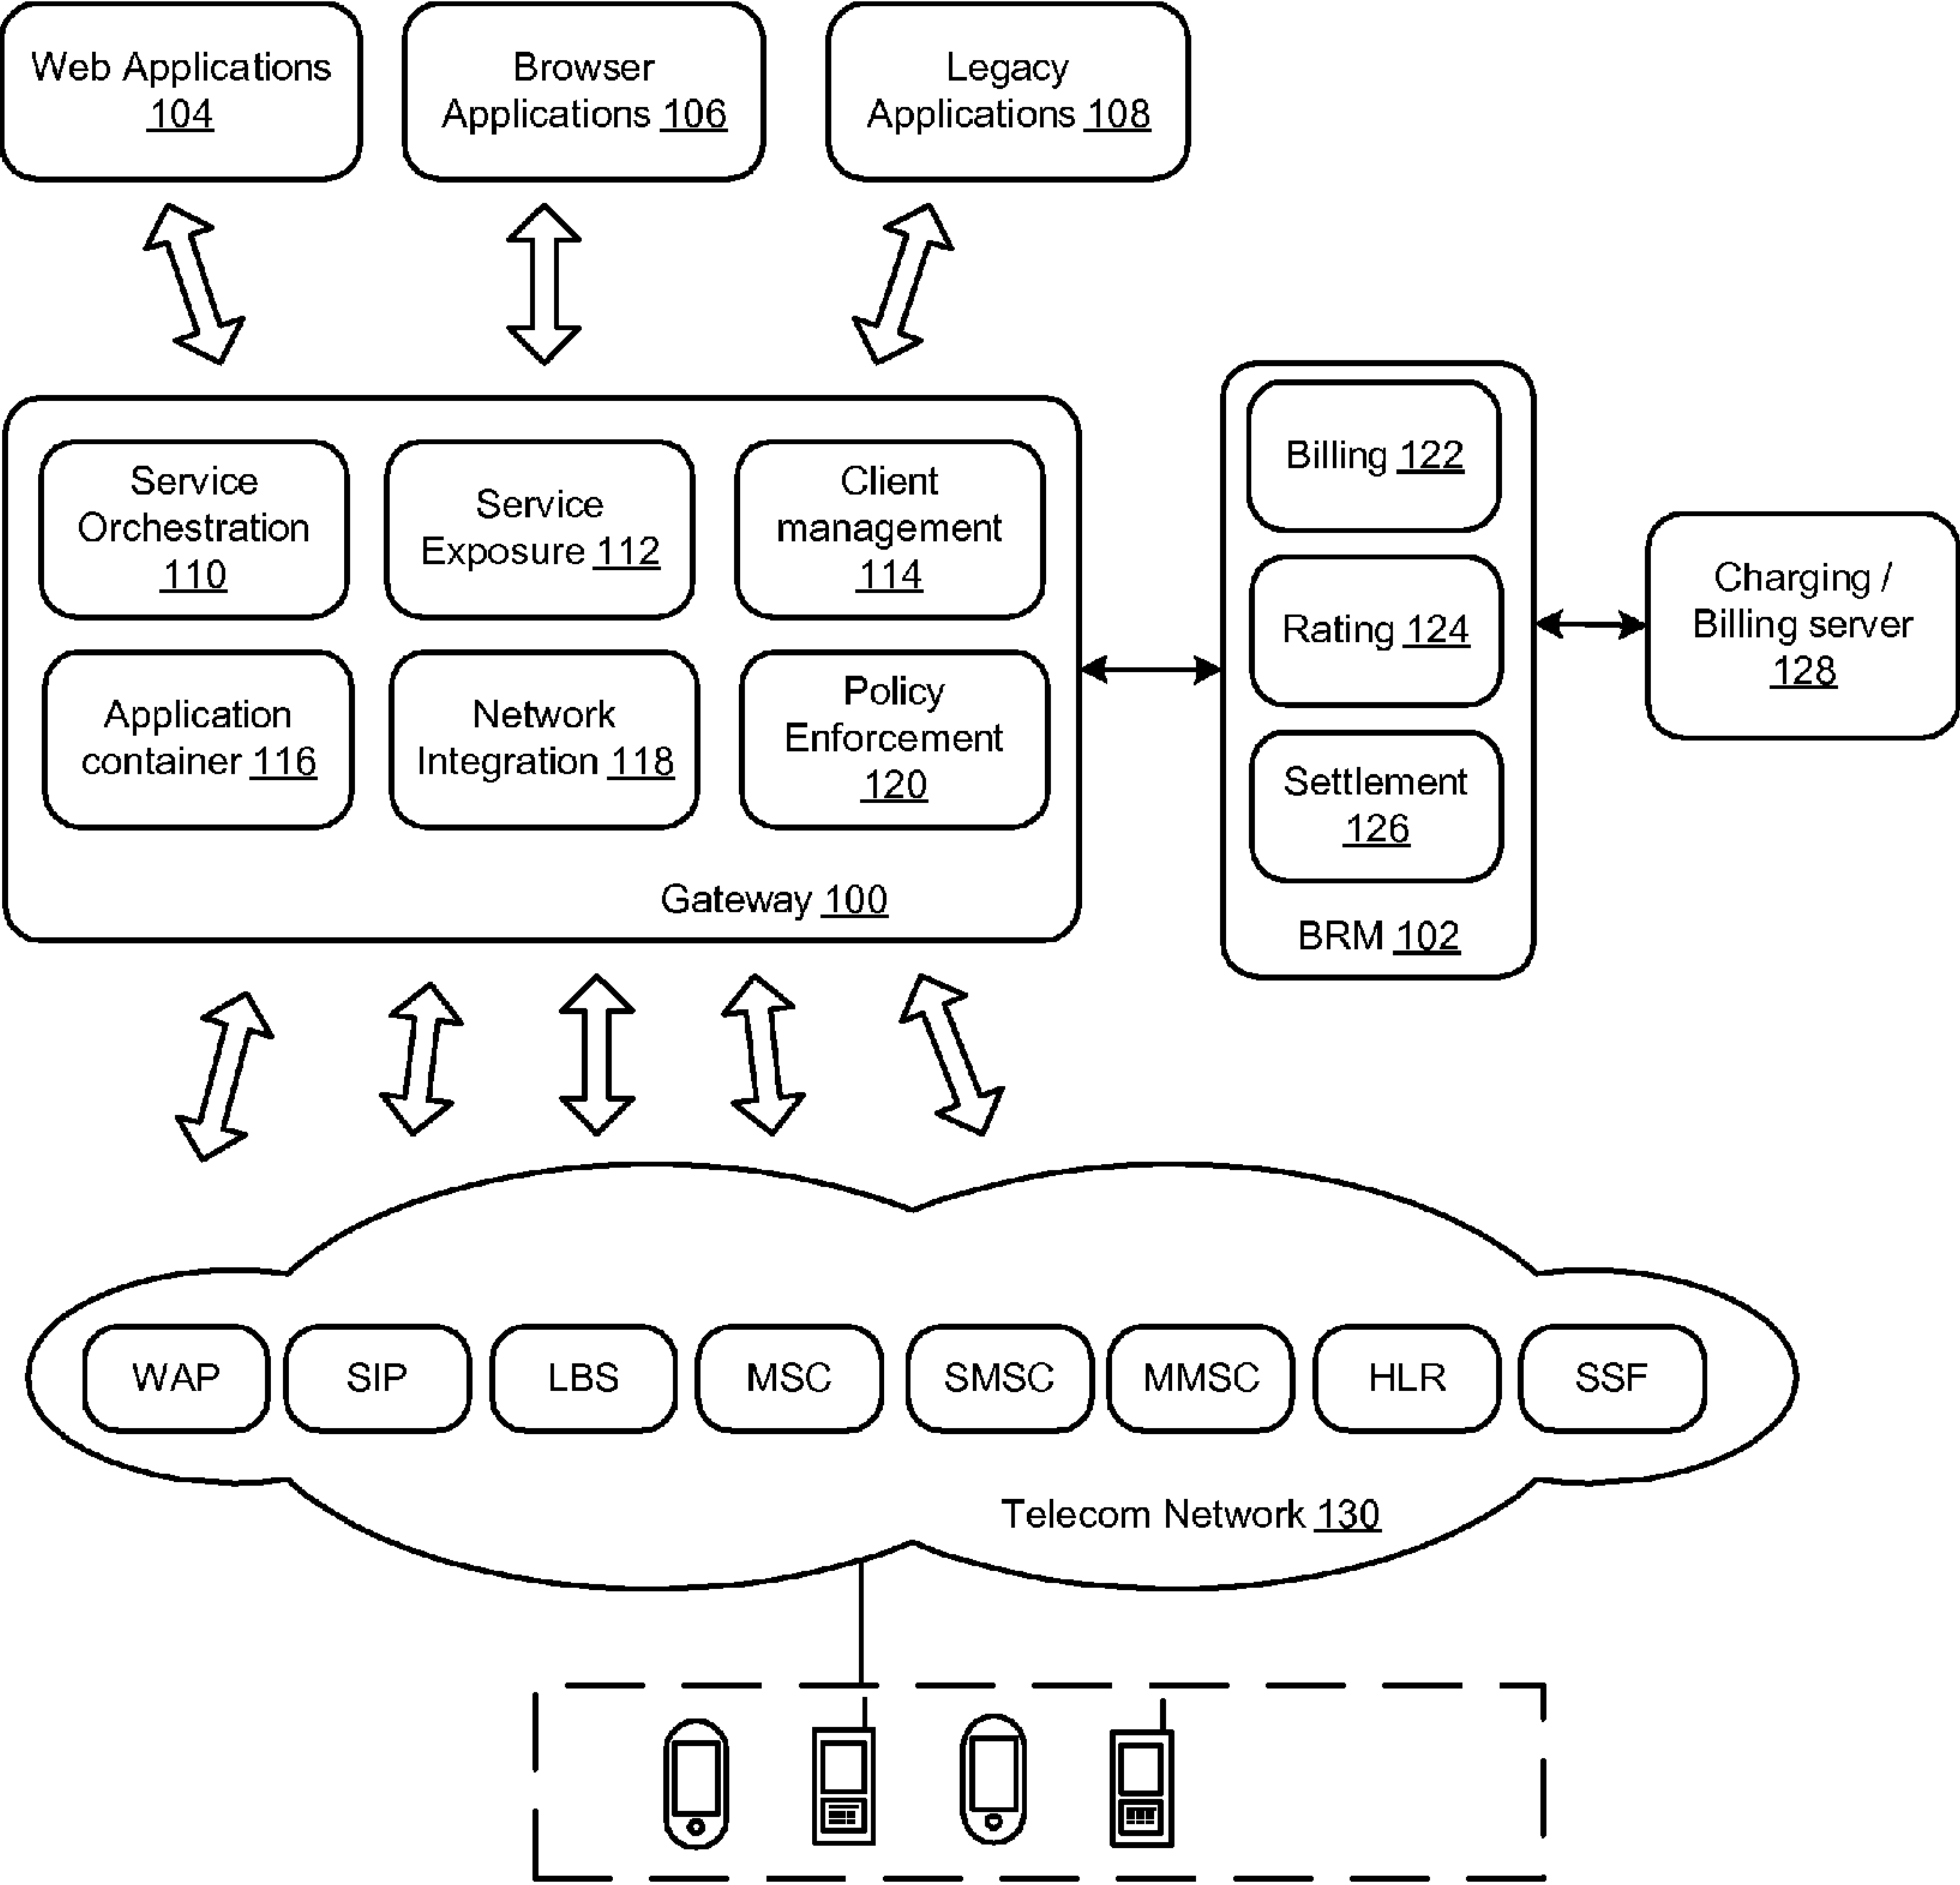 Web Applications
104
Browser
Applications 106
Legacy
Applications 108
Service
Orchestration
110
Service
Exposure 112
Client
management
114
Application
container 116
Network
Integration 118
Policy
Enforcement
120
Gateway 100
Billing 122
Rating 124
Settlement
126
BRM 102
Charging /
Billing server
128
WAP
SIP
LBS
MSC
SMSC
MMSC
HLR
SSF
Telecom Network 130